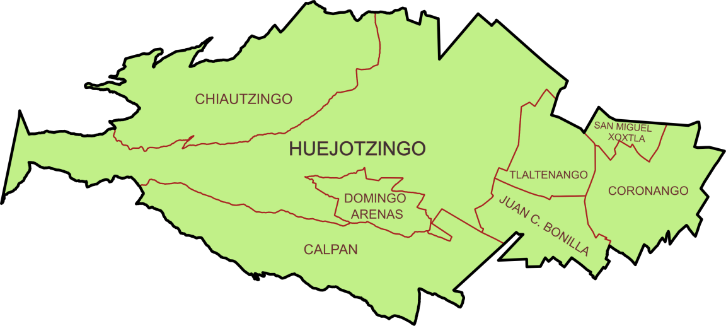 CHIAUTZINGO
HUEJOTZINGO
SAN MIGUEL
XOXTLA
TLALTENANGO
CORONANGO
DOMINGO
ARENAS
JUAN C. BONILLA
CALPAN